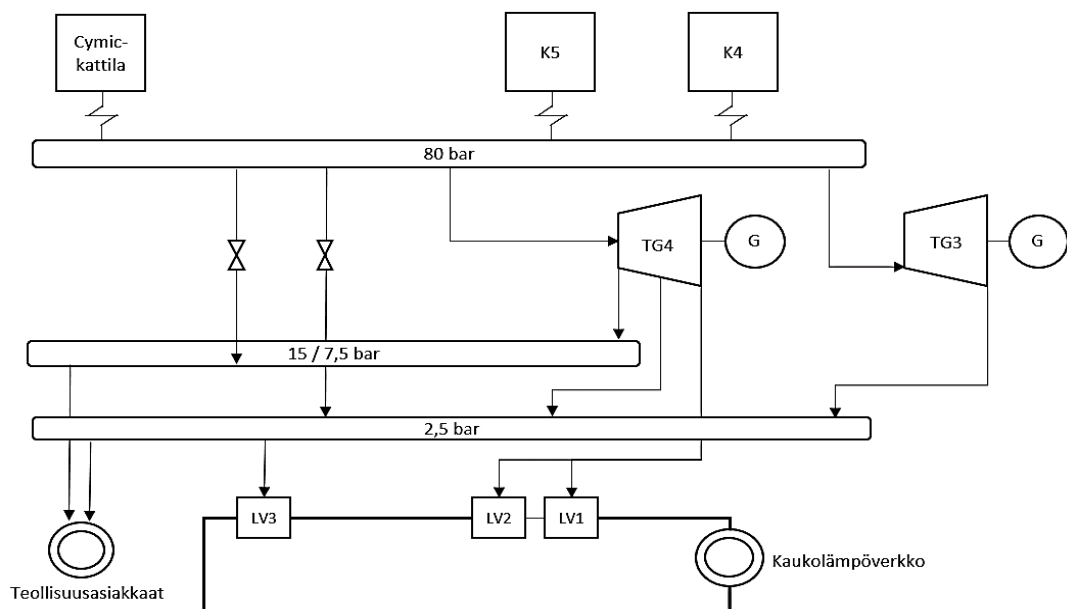 Cymic-
kattila
K5
K4
80 bar
TG4
G
TG3
G
15 / 7,5 bar
2,5 bar
LV3
LV2
LV1
Kaukolämpöverkko
Teollisuusasiakkaat